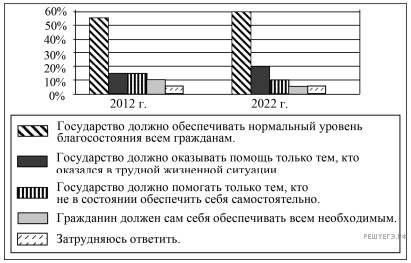 60%
50%
40%
30%
20%
10%
0%
2012 г.
2022 г.
Государство должно обеспечивать нормальный уровень
благосостояния всем гражданам.
Государство должно оказывать помощь только тем, кто
оказался в трудной жизненной ситуации.
Государство должно помогать только тем, кто
не в состоянии обеспечить себя самостоятельно.
Гражданин должен сам себя обеспечивать всем необходимым.
Затрудняюсь ответить.
РЕШУЕГЭ.РФ